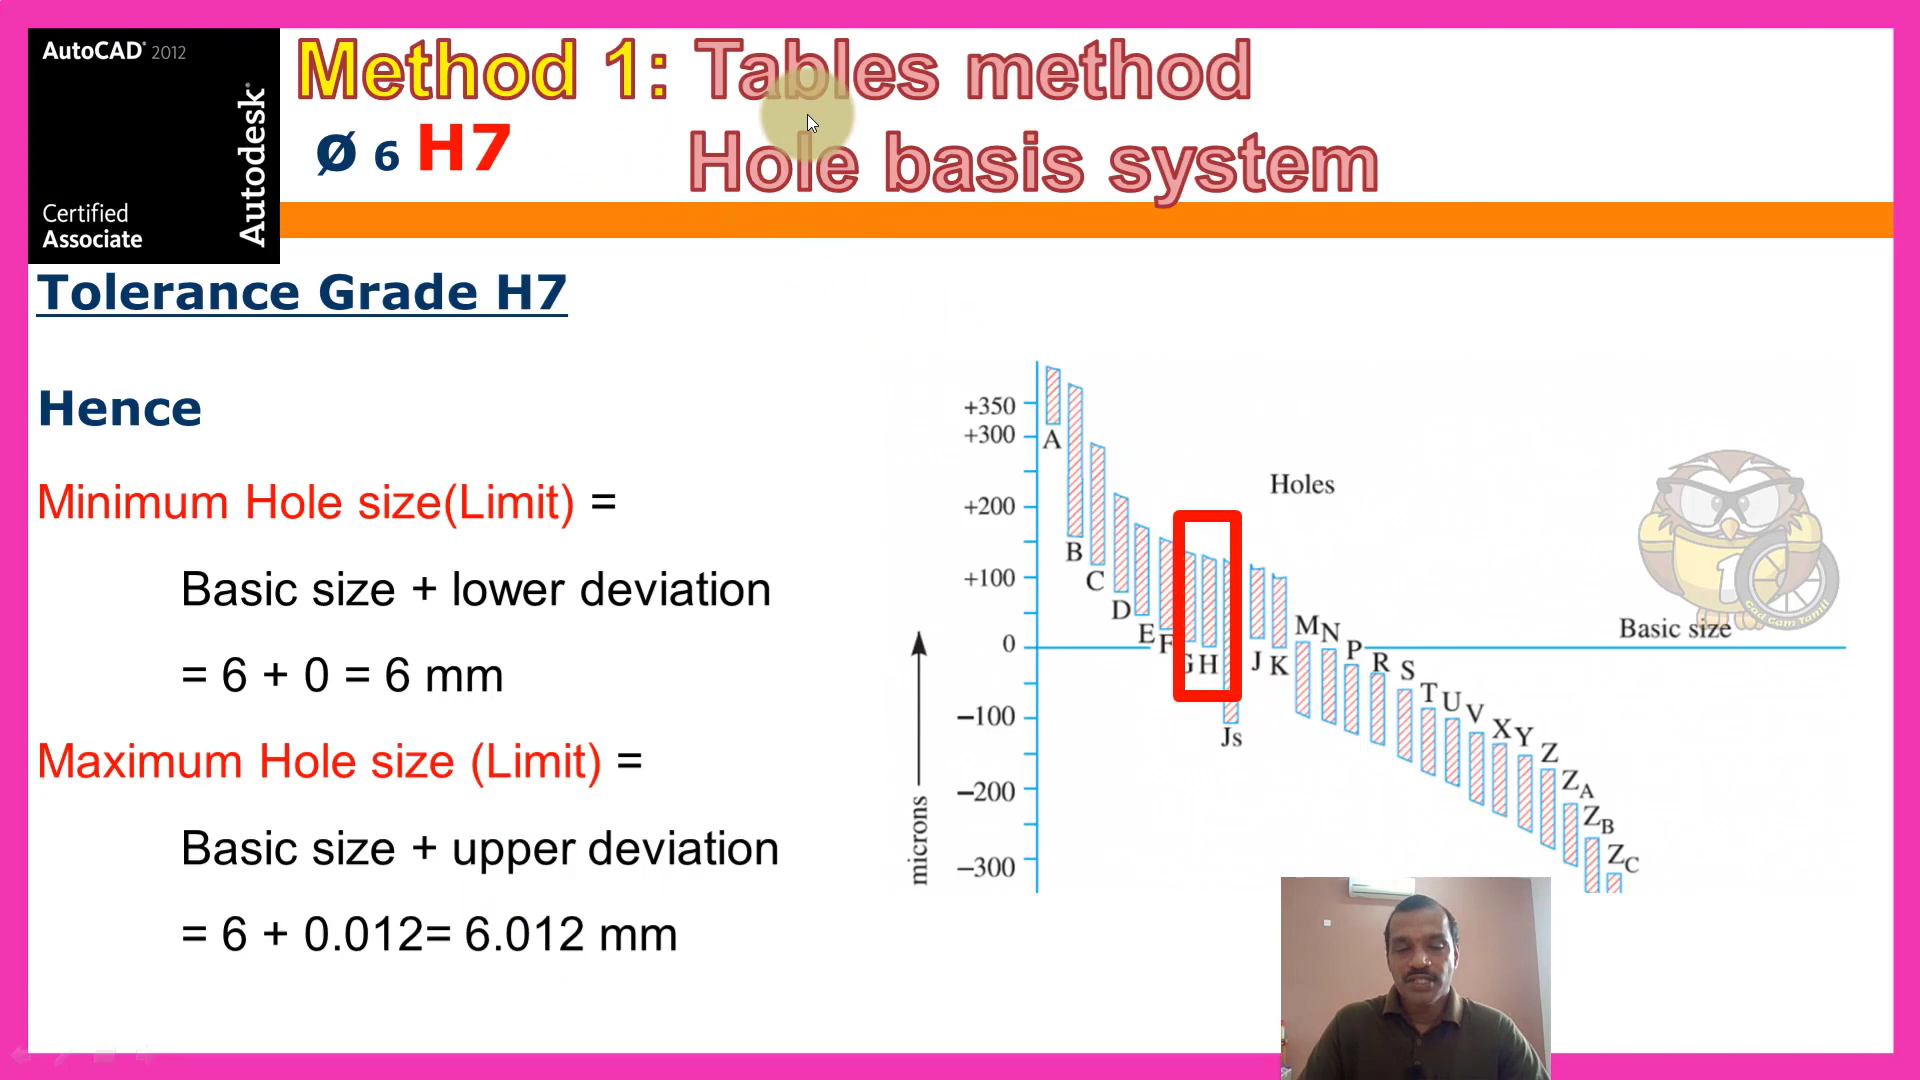 AutoCAD® 2012
Autodesk®
Certified
Associate
Method 1: Tables method
Ø 6 H7
Hole basis system
Tolerance Grade H7
Hence
Minimum Hole size(Limit) =
Basic size + lower deviation
= 6 + 0 = 6 mm
Maximum Hole size (Limit) =
Basic size + upper deviation
= 6 + 0.012= 6.012 mm
+350
+300
+200
+100
0
−100
−200
−300
microns
Holes
Basic size
A
B
C
D
E
F
G
H
Js
J
K
M
N
P
R
S
T
U
V
X
Y
Z
ZA
ZB
ZC
Cad Cam Tamil